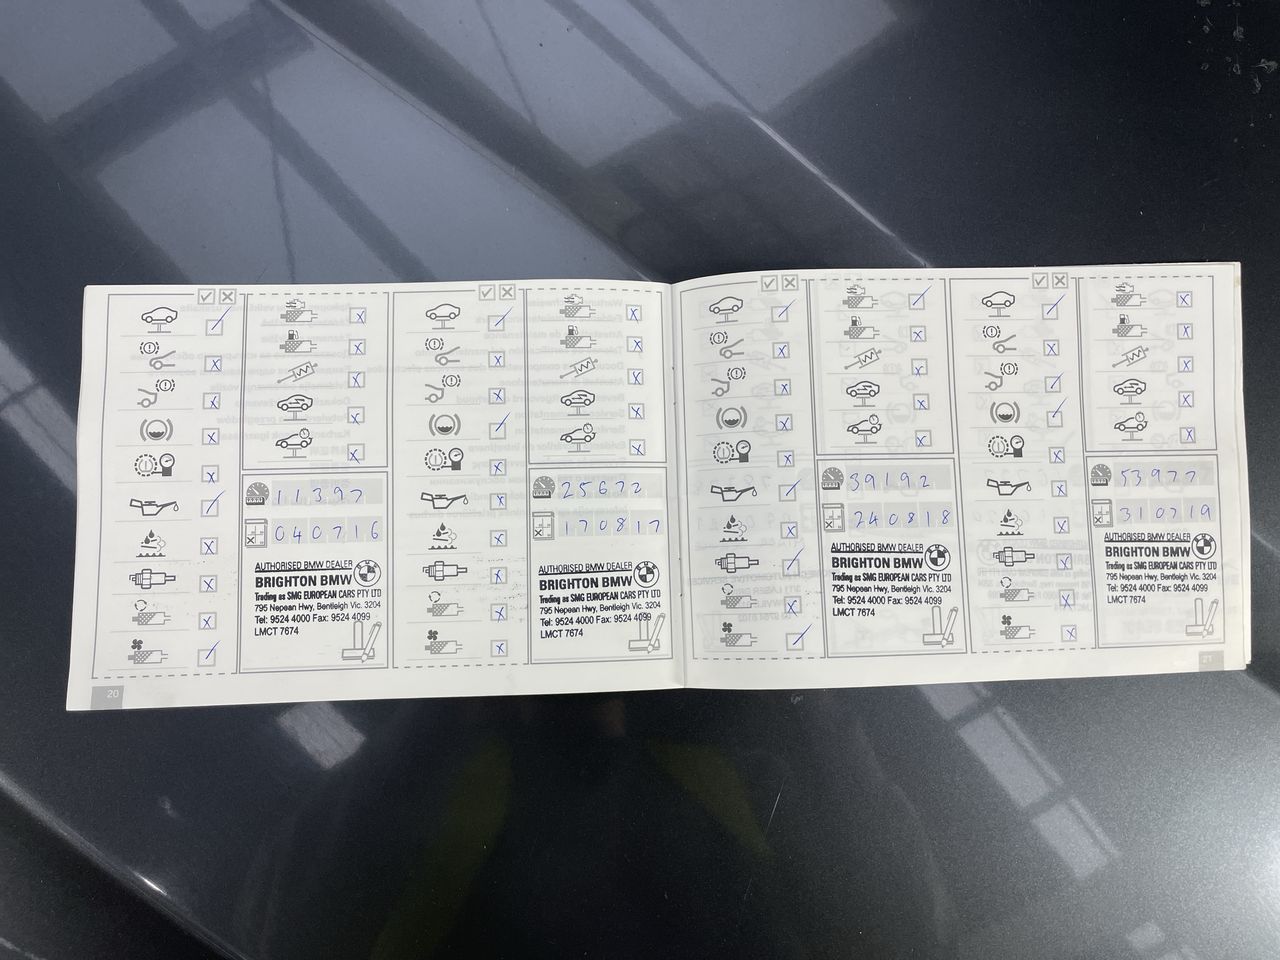 11397
040716
AUTHORISED BMW DEALER
BRIGHTON BMW
Trading as SMG EUROPEAN CARS PTY LTD
795 Nepean Hwy, Bentleigh Vic. 3204
Tel: 9524 4000 Fax: 9524 4099
LMCT 7674
20
25672
170817
AUTHORISED BMW DEALER
BRIGHTON BMW
Trading as SMG EUROPEAN CARS PTY LTD
795 Nepean Hwy, Bentleigh Vic. 3204
Tel: 9524 4000 Fax: 9524 4099
LMCT 7674
39192
240818
AUTHORISED BMW DEALER
BRIGHTON BMW
Trading as SMG EUROPEAN CARS PTY LTD
795 Nepean Hwy, Bentleigh Vic. 3204
Tel: 9524 4000 Fax: 9524 4099
LMCT 7674
53977
310719
AUTHORISED BMW DEALER
BRIGHTON BMW
Trading as SMG EUROPEAN CARS PTY LTD
795 Nepean Hwy, Bentleigh Vic. 3204
Tel: 9524 4000 Fax: 9524 4099
LMCT 7674
21